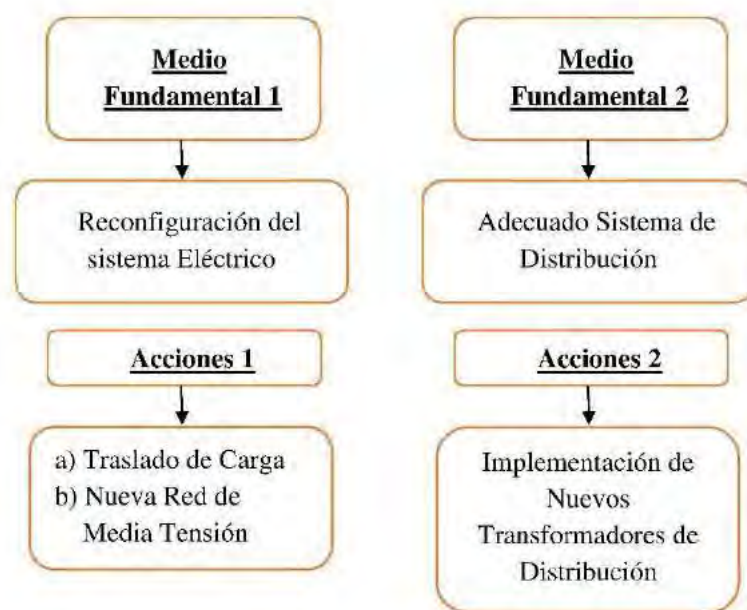 Medio
Fundamental 1
Reconfiguración del
sistema Eléctrico
Acciones 1
a) Traslado de Carga
b) Nueva Red de
Media Tensión
Medio
Fundamental 2
Adecuado Sistema de
Distribución
Acciones 2
Implementación de
Nuevos
Transformadores de
Distribución